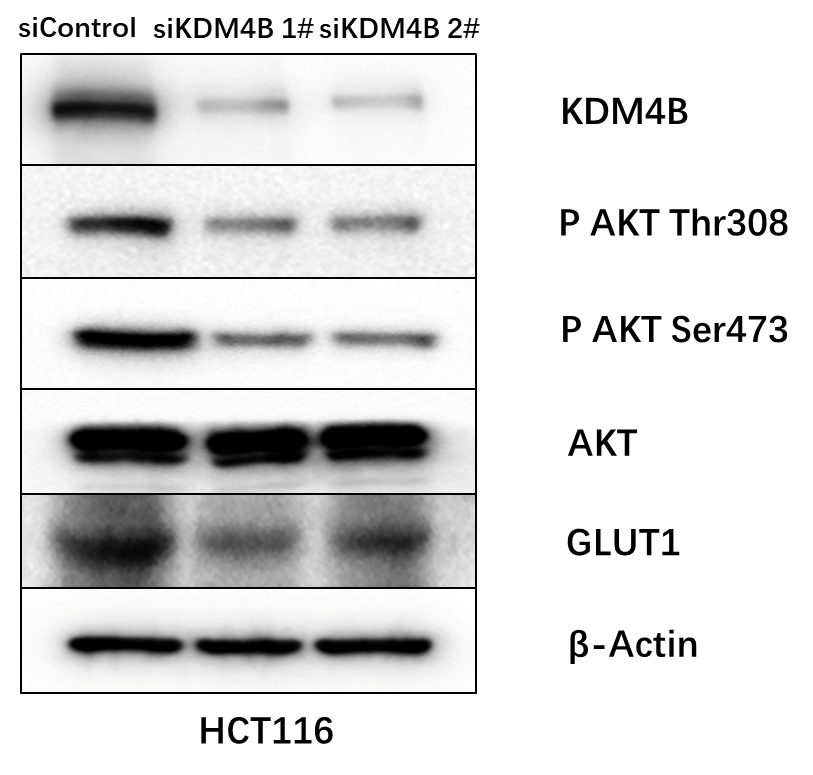 siControl siKDM4B 1# siKDM4B 2#
KDM4B
P AKT Thr308
P AKT Ser473
AKT
GLUT1
β-Actin
HCT116